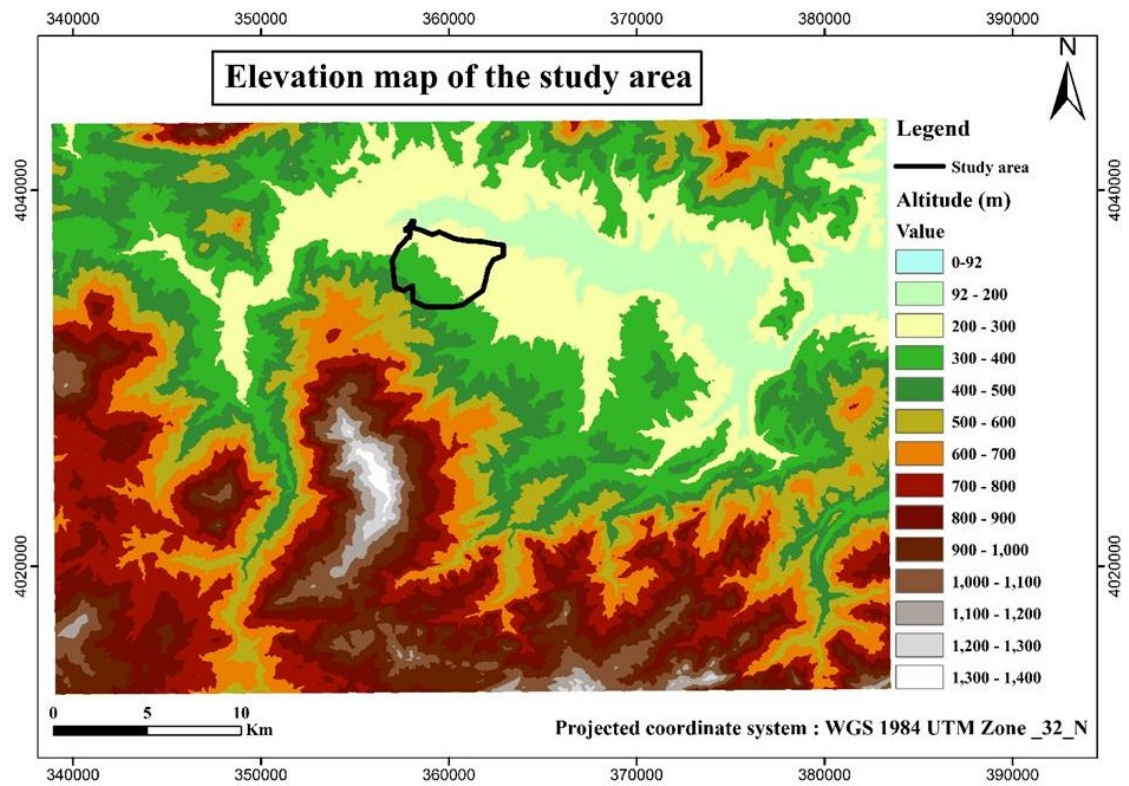 340000 350000 360000 370000 380000 390000
N
Elevation map of the study area
Legend
Study area
Altitude (m)
Value
0-92
92 - 200
200 - 300
300 - 400
400 - 500
500 - 600
600 - 700
700 - 800
800 - 900
900 - 1,000
1,000 - 1,100
1,100 - 1,200
1,200 - 1,300
1,300 - 1,400
4040000 4040000
4020000 4020000
0 5 10
Km
Projected coordinate system : WGS 1984 UTM Zone _32_N
340000 350000 360000 370000 380000 390000